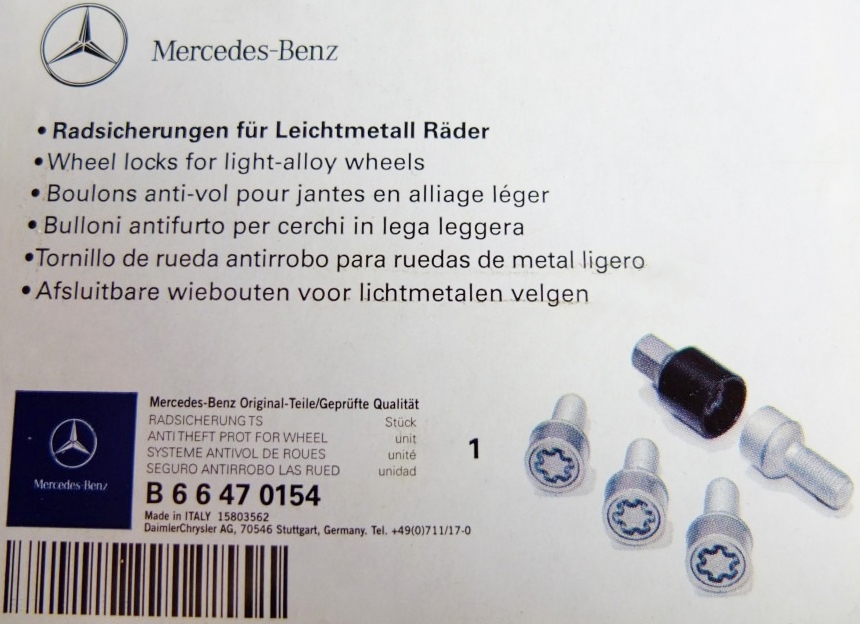 Mercedes-Benz
• Radsicherungen für Leichtmetall Räder
• Wheel locks for light-alloy wheels
• Boulons anti-vol pour jantes en alliage léger
• Bulloni antifurto per cerchi in lega leggera
• Tornillo de rueda antirrobo para ruedas de metal ligero
• Afsluitbare wiebouten voor lichtmetalen velgen
Mercedes-Benz
Mercedes-Benz Original-Teile/Geprüfte Qualität
RADSICHERUNG TS Stück
ANTI THEFT PROT FOR WHEEL unit
SYSTEME ANTIVOL DE ROUES unité
SEGURO ANTIRROBO LAS RUED unidad
1
B 6 6 47 0154
Made in ITALY 15803562
DaimlerChrysler AG, 70546 Stuttgart, Germany. Tel. +49(0)711/17-0